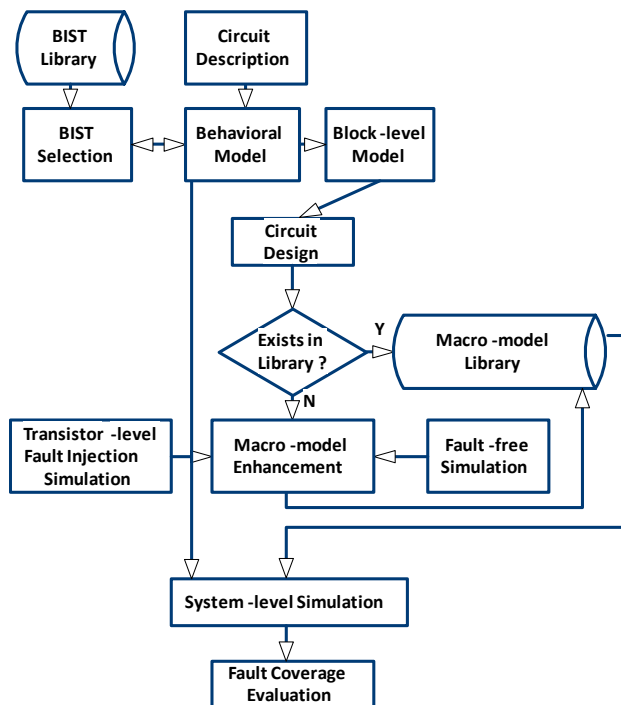 BIST
Library
Circuit
Description
BIST
Selection
Behavioral
Model
Block -level
Model
Circuit
Design
Exists in
Library ?
Y
N
Macro -model
Library
Transistor -level
Fault Injection
Simulation
Macro -model
Enhancement
Fault -free
Simulation
System -level Simulation
Fault Coverage
Evaluation